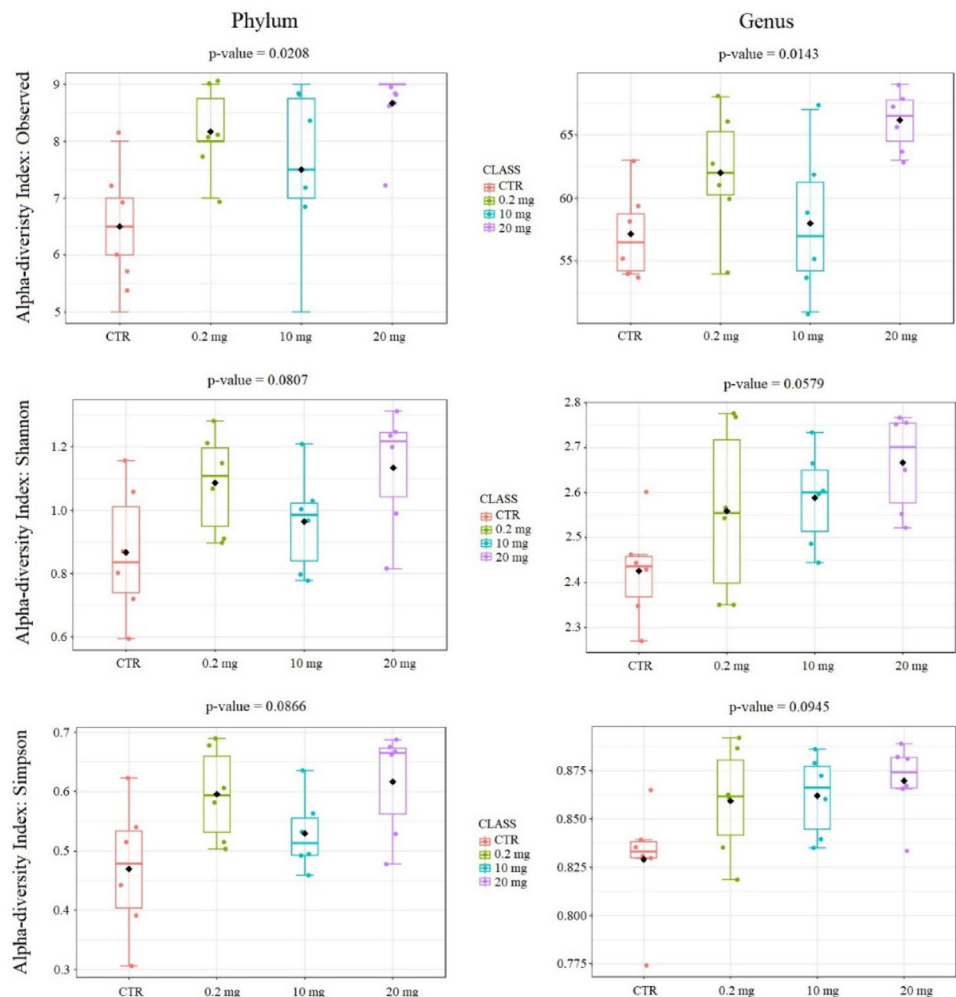 Phylum
Genus
p-value = 0.0208
p-value = 0.0143
Alpha-diveristy Index: Observed
9
8
7
6
5
CTR
0.2 mg
10 mg
20 mg
CLASS
CTR
0.2 mg
10 mg
20 mg
65
60
55
CTR
0.2 mg
10 mg
20 mg
p-value = 0.0807
p-value = 0.0579
Alpha-diversity Index: Shannon
1.2
1.0
0.8
0.6
CTR
0.2 mg
10 mg
20 mg
CLASS
CTR
0.2 mg
10 mg
20 mg
2.8
2.7
2.6
2.5
2.4
2.3
CTR
0.2 mg
10 mg
20 mg
p-value = 0.0866
p-value = 0.0945
Alpha-diversity Index: Simpson
0.7
0.6
0.5
0.4
0.3
CTR
0.2 mg
10 mg
20 mg
CLASS
CTR
0.2 mg
10 mg
20 mg
0.875
0.850
0.825
0.800
0.775
CTR
0.2 mg
10 mg
20 mg